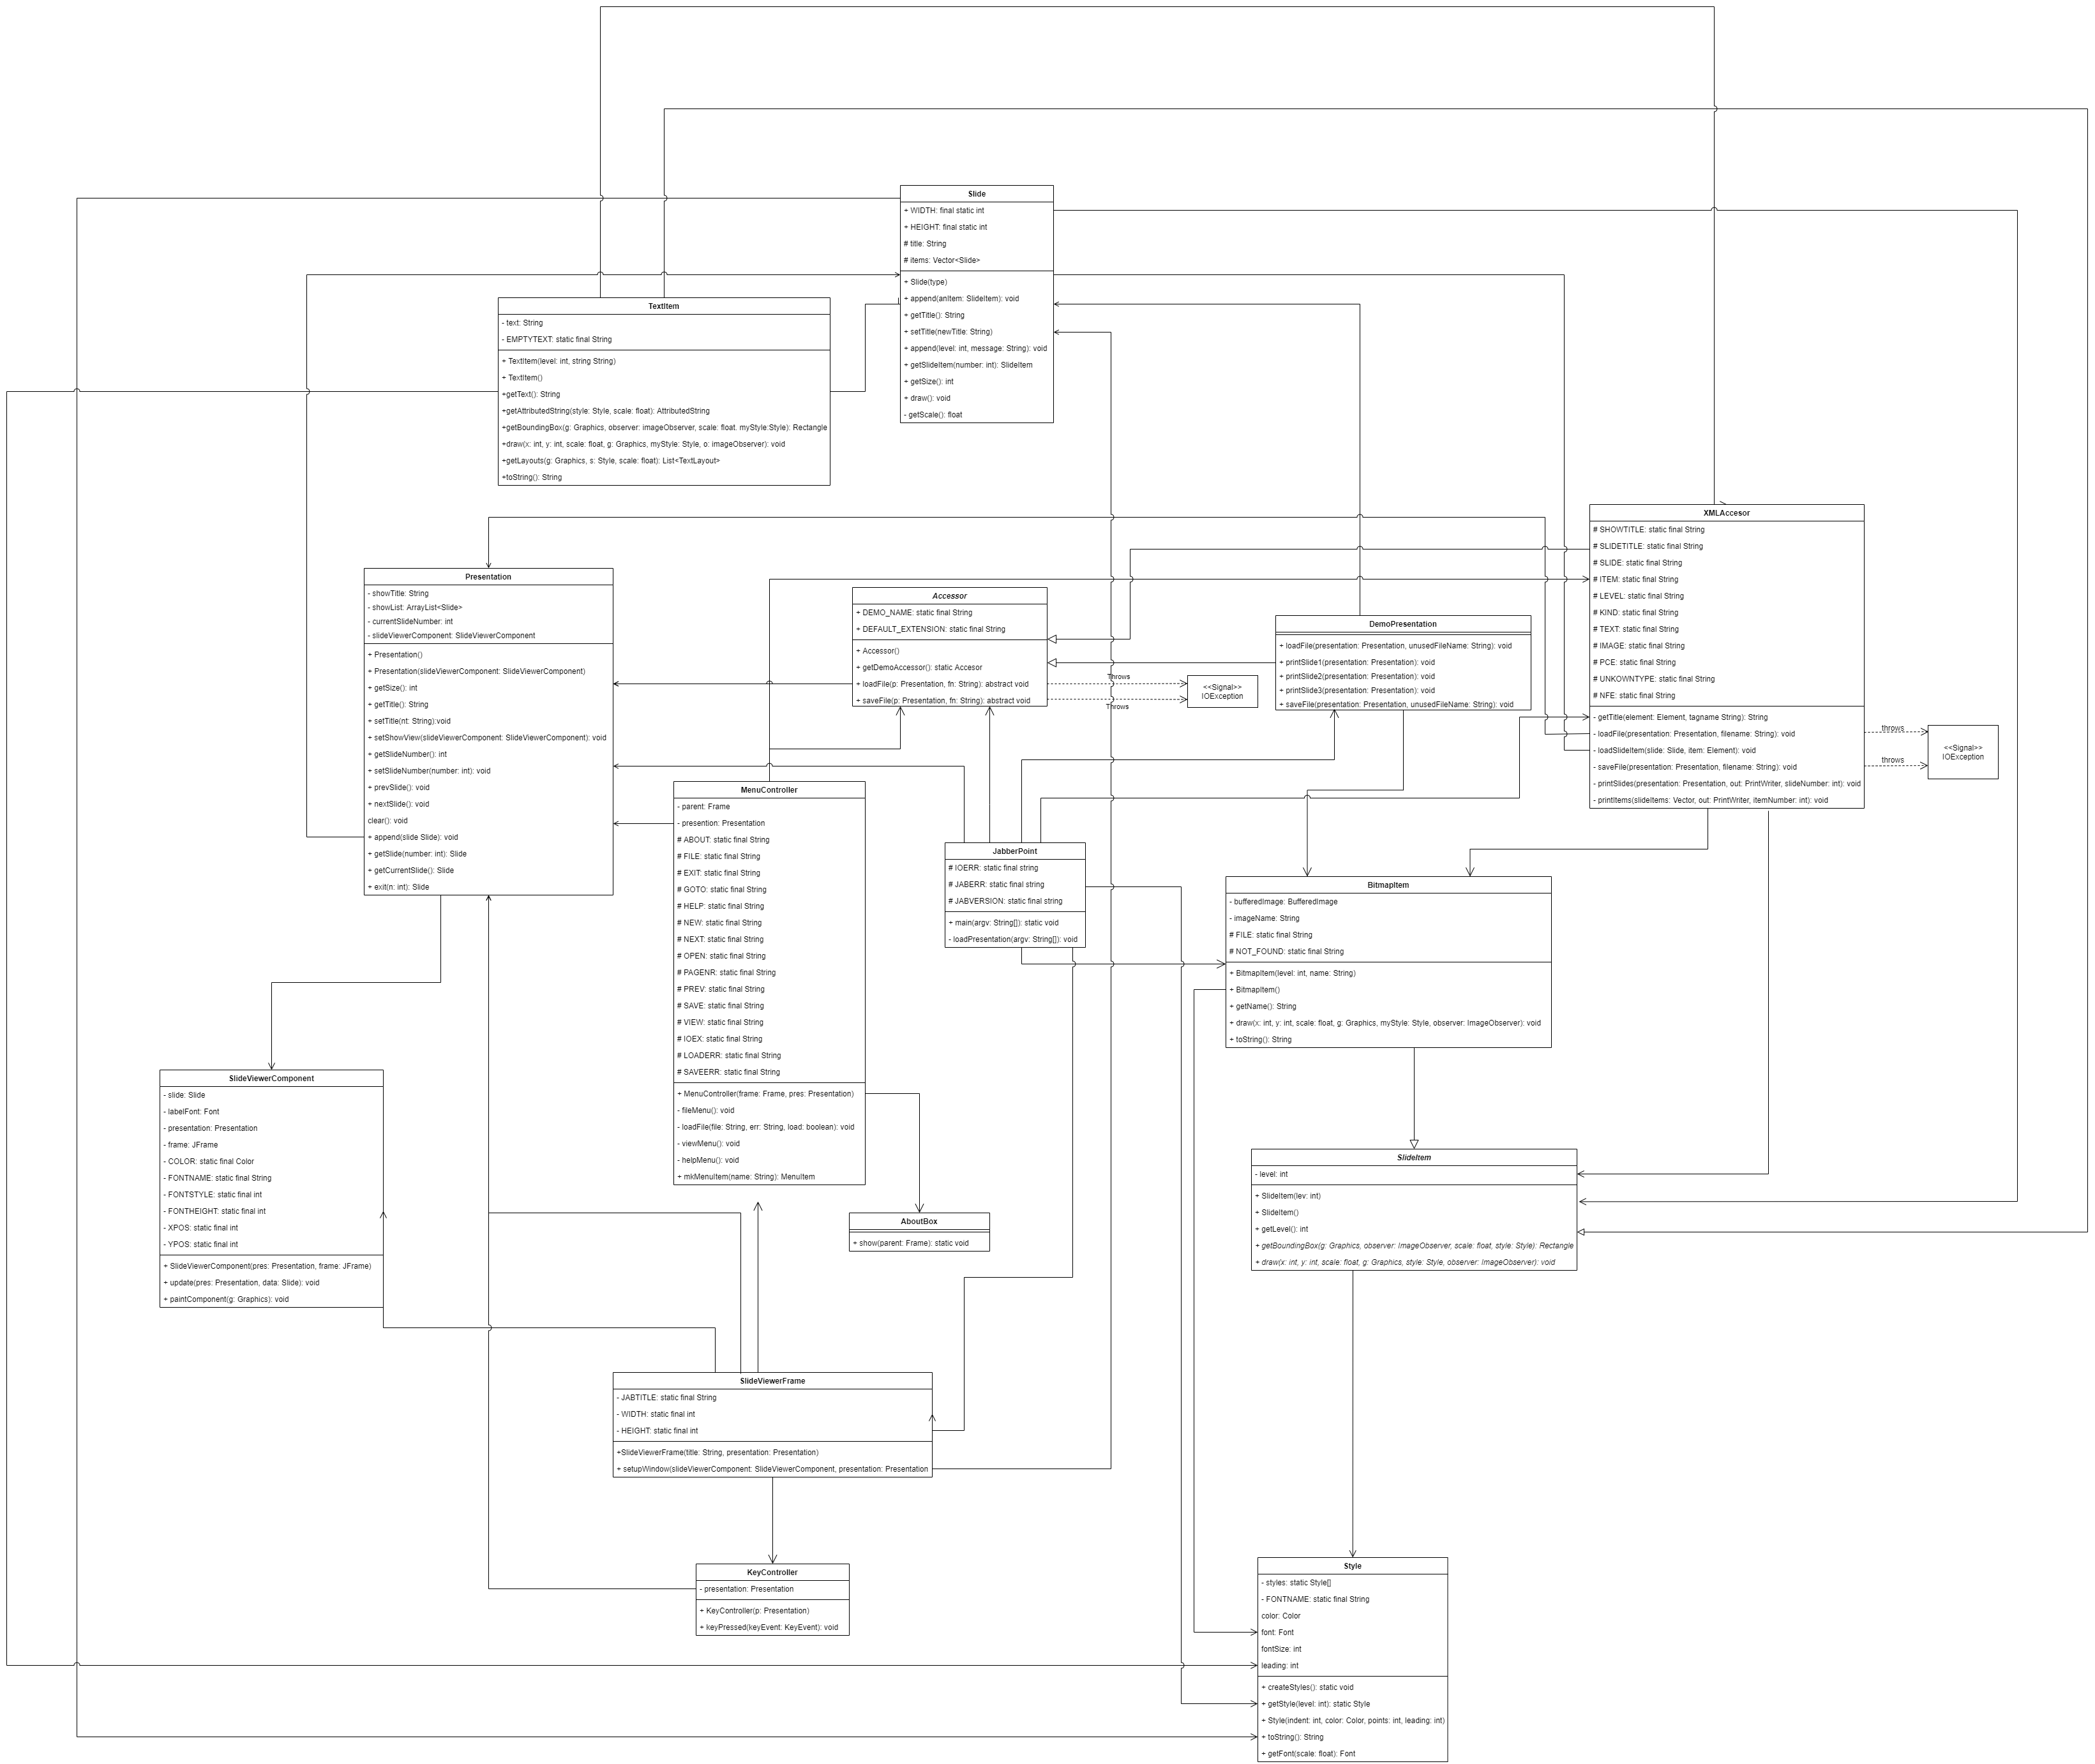 Slide
+ WIDTH: final static int
+ HEIGHT: final static int
# title: String
# items: Vector<Slide>
+ Slide(type)
+ append(anItem: SlideItem): void
+ getTitle(): String
+ setTitle(newTitle: String)
+ append(level: int, message: String): void
+ getSlideItem(number: int): SlideItem
+ getSize(): int
+ draw(): void
- getScale(): float
TextItem
- text: String
- EMPTYTEXT: static final String
+ TextItem(level: int, string String)
+ TextItem()
+getText(): String
+getAttributedString(style: Style, scale: float): AttributedString
+getBoundingBox(g: Graphics, observer: imageObserver, scale: float. myStyle:Style): Rectangle
+draw(x: int, y: int, scale: float, g: Graphics, myStyle: Style, o: imageObserver): void
+getLayouts(g: Graphics, s: Style, scale: float): List<TextLayout>
+toString(): String
XMLAccesor
# SHOWTITLE: static final String
# SLIDETITLE: static final String
# SLIDE: static final String
# ITEM: static final String
# LEVEL: static final String
# KIND: static final String
# TEXT: static final String
# IMAGE: static final String
# PCE: static final String
# UNKOWNTYPE: static final String
# NFE: static final String
- getTitle(element: Element, tagname String): String
- loadFile(presentation: Presentation, filename: String): void
- loadSlideItem(slide: Slide, item: Element): void
- saveFile(presentation: Presentation, filename: String): void
- printSlides(presentation: Presentation, out: PrintWriter, slideNumber: int): void
- printItems(slideItems: Vector, out: PrintWriter, itemNumber: int): void
throws
throws
<<Signal>>
IOException
Presentation
- showTitle: String
- showList: ArrayList<Slide>
- currentSlideNumber: int
- slideViewerComponent: SlideViewerComponent
+ Presentation()
+ Presentation(slideViewerComponent: SlideViewerComponent)
+ getSize(): int
+ getTitle(): String
+ setTitle(nt: String):void
+ setShowView(slideViewerComponent: SlideViewerComponent): void
+ getSlideNumber(): int
+ setSlideNumber(number: int): void
+ prevSlide(): void
+ nextSlide(): void
clear(): void
+ append(slide Slide): void
+ getSlide(number: int): Slide
+ getCurrentSlide(): Slide
+ exit(n: int): Slide
Accessor
+ DEMO_NAME: static final String
+ DEFAULT_EXTENSION: static final String
+ Accessor()
+ getDemoAccessor(): static Accesor
+ loadFile(p: Presentation, fn: String): abstract void
+ saveFile(p: Presentation, fn: String): abstract void
Throws
Throws
<<Signal>>
IOException
DemoPresentation
+ loadFile(presentation: Presentation, unusedFileName: String): void
+ printSlide1(presentation: Presentation): void
+ printSlide2(presentation: Presentation): void
+ printSlide3(presentation: Presentation): void
+ saveFile(presentation: Presentation, unusedFileName: String): void
MenuController
- parent: Frame
- presention: Presentation
# ABOUT: static final String
# FILE: static final String
# EXIT: static final String
# GOTO: static final String
# HELP: static final String
# NEW: static final String
# NEXT: static final String
# OPEN: static final String
# PAGENR: static final String
# PREV: static final String
# SAVE: static final String
# VIEW: static final String
# IOEX: static final String
# LOADERR: static final String
# SAVEERR: static final String
+ MenuController(frame: Frame, pres: Presentation)
- fileMenu(): void
- loadFile(file: String, err: String, load: boolean): void
- viewMenu(): void
- helpMenu(): void
+ mkMenuItem(name: String): MenuItem
JabberPoint
# IOERR: static final string
# JABERR: static final string
# JABVERSION: static final string
+ main(argv: String[]): static void
- loadPresentation(argv: String[]): void
BitmapItem
- bufferedImage: BufferedImage
- imageName: String
# FILE: static final String
# NOT_FOUND: static final String
+ BitmapItem(level: int, name: String)
+ BitmapItem()
+ getName(): String
+ draw(x: int, y: int, scale: float, g: Graphics, myStyle: Style, observer: ImageObserver): void
+ toString(): String
SlideViewerComponent
- slide: Slide
- labelFont: Font
- presentation: Presentation
- frame: JFrame
- COLOR: static final Color
- FONTNAME: static final String
- FONTSTYLE: static final int
- FONTHEIGHT: static final int
- XPOS: static final int
- YPOS: static final int
+ SlideViewerComponent(pres: Presentation, frame: JFrame)
+ update(pres: Presentation, data: Slide): void
+ paintComponent(g: Graphics): void
AboutBox
+ show(parent: Frame): static void
SlideItem
- level: int
+ SlideItem(lev: int)
+ SlideItem()
+ getLevel(): int
+ getBoundingBox(g: Graphics, observer: ImageObserver, scale: float, style: Style): Rectangle
+ draw(x: int, y: int, scale: float, g: Graphics, style: Style, observer: ImageObserver): void
SlideViewerFrame
- JABTITLE: static final String
- WIDTH: static final int
- HEIGHT: static final int
+SlideViewerFrame(title: String, presentation: Presentation)
+ setupWindow(slideViewerComponent: SlideViewerComponent, presentation: Presentation
KeyController
- presentation: Presentation
+ KeyController(p: Presentation)
+ keyPressed(keyEvent: KeyEvent): void
Style
- styles: static Style[]
- FONTNAME: static final String
color: Color
font: Font
fontSize: int
leading: int
+ createStyles(): static void
+ getStyle(level: int): static Style
+ Style(indent: int, color: Color, points: int, leading: int)
+ toString(): String
+ getFont(scale: float): Font